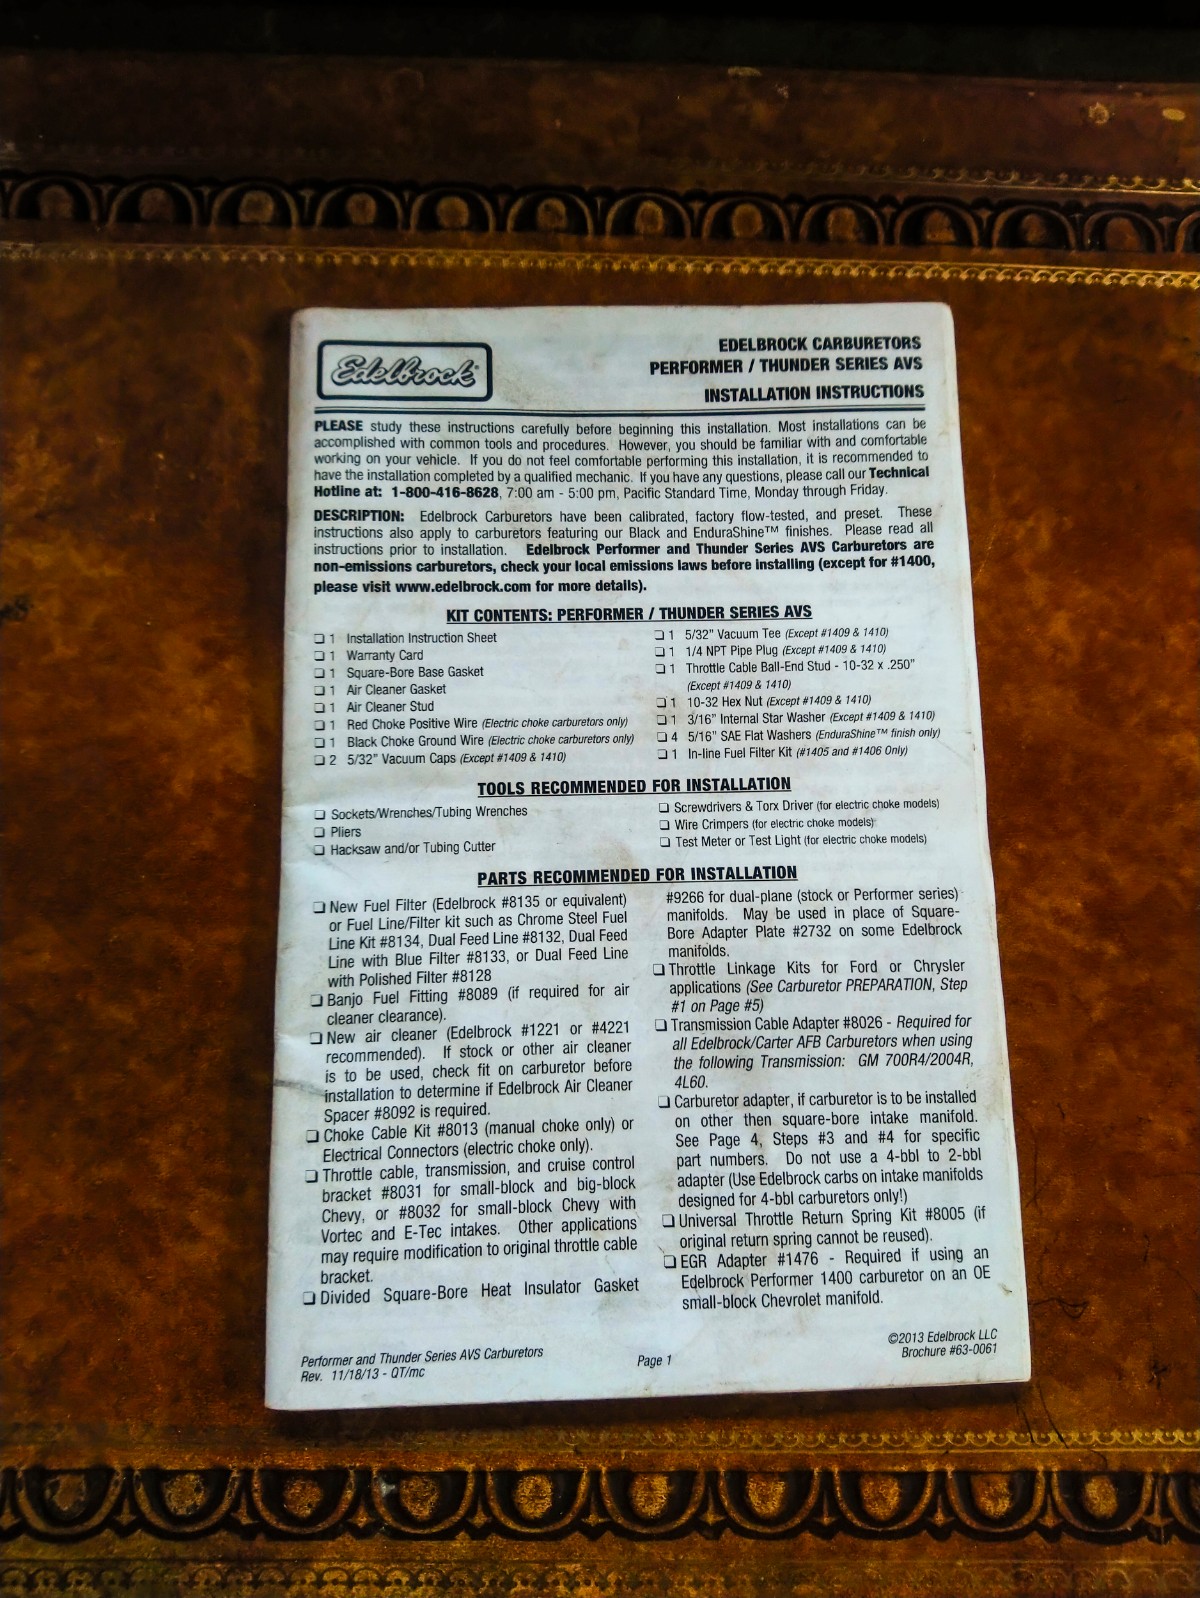 Edelbrock
EDELBROCK CARBURETORS
PERFORMER / THUNDER SERIES AVS
INSTALLATION INSTRUCTIONS
PLEASE study these instructions carefully before beginning this installation. Most installations can be
accomplished with common tools and procedures. However, you should be familiar with and comfortable
working on your vehicle. If you do not feel comfortable performing this installation, it is recommended to
have the installation completed by a qualified mechanic. If you have any questions, please call our Technical
Hotline at: 1-800-416-8628, 7:00 am - 5:00 pm, Pacific Standard Time, Monday through Friday.
DESCRIPTION: Edelbrock Carburetors have been calibrated, factory flow-tested, and preset. These
instructions also apply to carburetors featuring our Black and EnduraShine™ finishes. Please read all
instructions prior to installation. Edelbrock Performer and Thunder Series AVS Carburetors are
non-emissions carburetors, check your local emissions laws before installing (except for #1400,
please visit www.edelbrock.com for more details).
KIT CONTENTS: PERFORMER / THUNDER SERIES AVS
❏ 1 Installation Instruction Sheet
❏ 1 Warranty Card
❏ 1 Square-Bore Base Gasket
❏ 1 Air Cleaner Gasket
❏ 1 Air Cleaner Stud
❏ 1 Red Choke Positive Wire (Electric choke carburetors only)
❏ 1 Black Choke Ground Wire (Electric choke carburetors only)
❏ 2 5/32" Vacuum Caps (Except #1409 & 1410)
❏ 1 5/32" Vacuum Tee (Except #1409 & 1410)
❏ 1 1/4 NPT Pipe Plug (Except #1409 & 1410)
❏ 1 Throttle Cable Ball-End Stud - 10-32 x .250"
(Except #1409 & 1410)
❏ 1 10-32 Hex Nut (Except #1409 & 1410)
❏ 1 3/16" Internal Star Washer (Except #1409 & 1410)
❏ 4 5/16" SAE Flat Washers (EnduraShine™ finish only)
❏ 1 In-line Fuel Filter Kit (#1405 and #1406 Only)
TOOLS RECOMMENDED FOR INSTALLATION
❏ Sockets/Wrenches/Tubing Wrenches
❏ Pliers
❏ Hacksaw and/or Tubing Cutter
❏ Screwdrivers & Torx Driver (for electric choke models)
❏ Wire Crimpers (for electric choke models)
❏ Test Meter or Test Light (for electric choke models)
PARTS RECOMMENDED FOR INSTALLATION
❏ New Fuel Filter (Edelbrock #8135 or equivalent)
or Fuel Line/Filter kit such as Chrome Steel Fuel
Line Kit #8134, Dual Feed Line #8132, Dual Feed
Line with Blue Filter #8133, or Dual Feed Line
with Polished Filter #8128
❏ Banjo Fuel Fitting #8089 (if required for air
cleaner clearance).
❏ New air cleaner (Edelbrock #1221 or #4221
recommended). If stock or other air cleaner
is to be used, check fit on carburetor before
installation to determine if Edelbrock Air Cleaner
Spacer #8092 is required.
❏ Choke Cable Kit #8013 (manual choke only) or
Electrical Connectors (electric choke only).
❏ Throttle cable, transmission, and cruise control
bracket #8031 for small-block and big-block
Chevy, or #8032 for small-block Chevy with
Vortec and E-Tec intakes. Other applications
may require modification to original throttle cable
bracket.
❏ Divided Square-Bore Heat Insulator Gasket
#9266 for dual-plane (stock or Performer series)
manifolds. May be used in place of Square-
Bore Adapter Plate #2732 on some Edelbrock
manifolds.
❏ Throttle Linkage Kits for Ford or Chrysler
applications (See Carburetor PREPARATION, Step
#1 on Page #5)
❏ Transmission Cable Adapter #8026 - Required for
all Edelbrock/Carter AFB Carburetors when using
the following Transmission: GM 700R4/2004R,
4L60.
❏ Carburetor adapter, if carburetor is to be installed
on other then square-bore intake manifold.
See Page 4, Steps #3 and #4 for specific
part numbers. Do not use a 4-bbl to 2-bbl
adapter (Use Edelbrock carbs on intake manifolds
designed for 4-bbl carburetors only!)
❏ Universal Throttle Return Spring Kit #8005 (if
original return spring cannot be reused).
❏ EGR Adapter #1476 - Required if using an
Edelbrock Performer 1400 carburetor on an OE
small-block Chevrolet manifold.
Performer and Thunder Series AVS Carburetors
Rev. 11/18/13 - QT/mc
Page 1
©2013 Edelbrock LLC
Brochure #63-0061